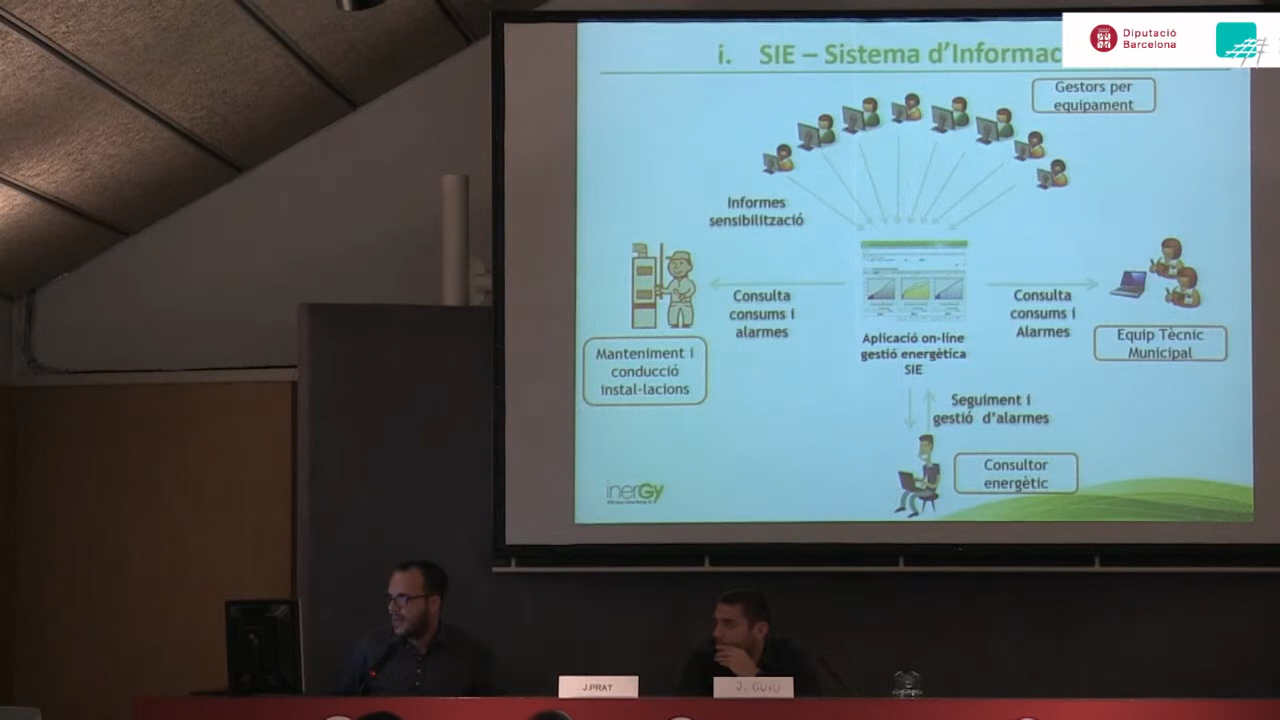 i. SIE – Sistema d'Informac
Diputació
Barcelona
Gestors per
equipament
Informes
sensibilització
Consulta
consums i
alarmes
Consulta
consums i
Alarmes
Manteniment i
conducció
instal·lacions
Aplicació on-line
gestió energètica
SIE
Equip Tècnic
Municipal
Seguiment i
gestió d'alarmes
Consultor
energètic
inerGy
J.PRAT
J. GUIU